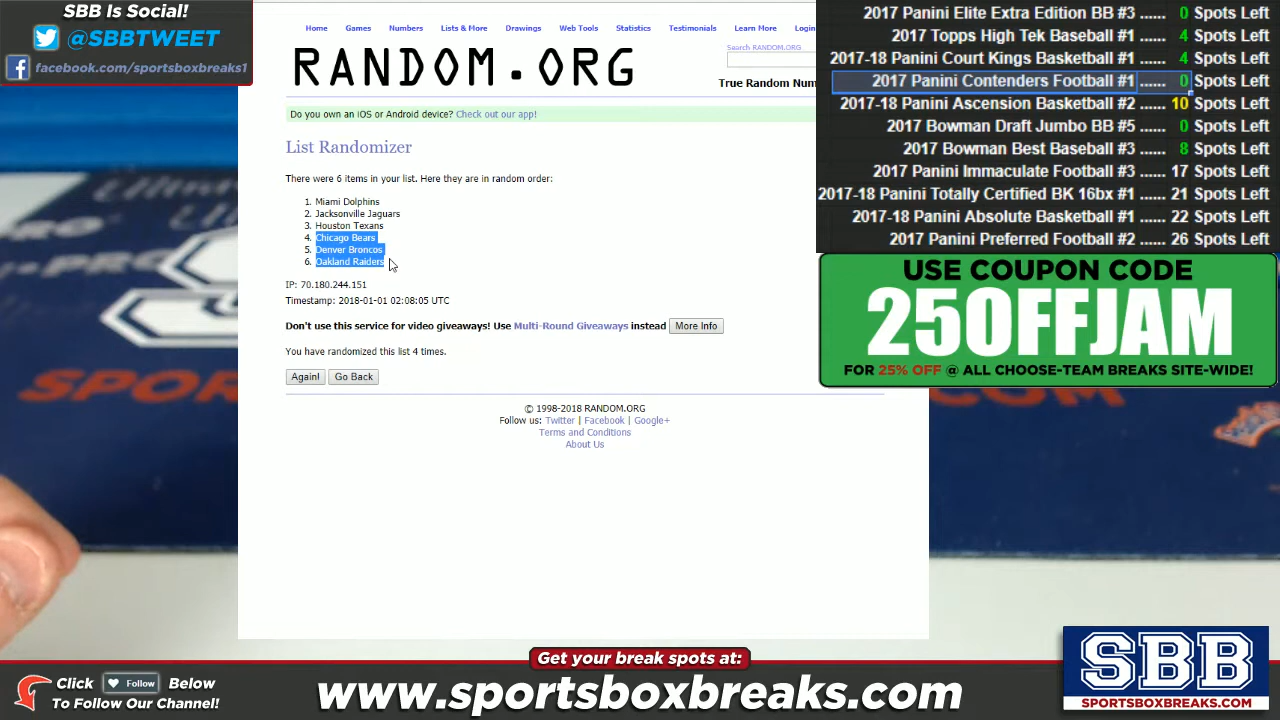 SBB Is Social!
@SBBTWEET
facebook.com/sportsboxbreaks1
Home Games Numbers Lists & More Drawings Web Tools Statistics Testimonials Learn More Login
RANDOM.ORG
Search RANDOM.ORG
True Random Num
Do you own an iOS or Android device? Check out our app!
List Randomizer
There were 6 items in your list. Here they are in random order:
1. Miami Dolphins
2. Jacksonville Jaguars
3. Houston Texans
4. Chicago Bears
5. Denver Broncos
6. Oakland Raiders
IP: 70.180.244.151
Timestamp: 2018-01-01 02:08:05 UTC
Don't use this service for video giveaways! Use Multi-Round Giveaways instead More Info
You have randomized this list 4 times.
Again! Go Back
© 1998-2018 RANDOM.ORG
Follow us: Twitter | Facebook | Google+
Terms and Conditions
About Us
2017 Panini Elite Extra Edition BB #3 ...... 0 Spots Left
2017 Topps High Tek Baseball #1 ...... 4 Spots Left
2017-18 Panini Court Kings Basketball #1 ...... 4 Spots Left
2017 Panini Contenders Football #1 ...... 0 Spots Left
2017-18 Panini Ascension Basketball #2 ...... 10 Spots Left
2017 Bowman Draft Jumbo BB #5 ...... 0 Spots Left
2017 Bowman Best Baseball #3 ...... 8 Spots Left
2017 Panini Immaculate Football #3 ...... 17 Spots Left
2017-18 Panini Totally Certified BK 16bx #1 ...... 21 Spots Left
2017-18 Panini Absolute Basketball #1 ...... 22 Spots Left
2017 Panini Preferred Football #2 ...... 26 Spots Left
USE COUPON CODE
25OFFJAM
FOR 25% OFF @ ALL CHOOSE-TEAM BREAKS SITE-WIDE!
Click Follow Below
To Follow Our Channel!
Get your break spots at:
www.sportsboxbreaks.com
SBB
SPORTSBOXBREAKS.COM